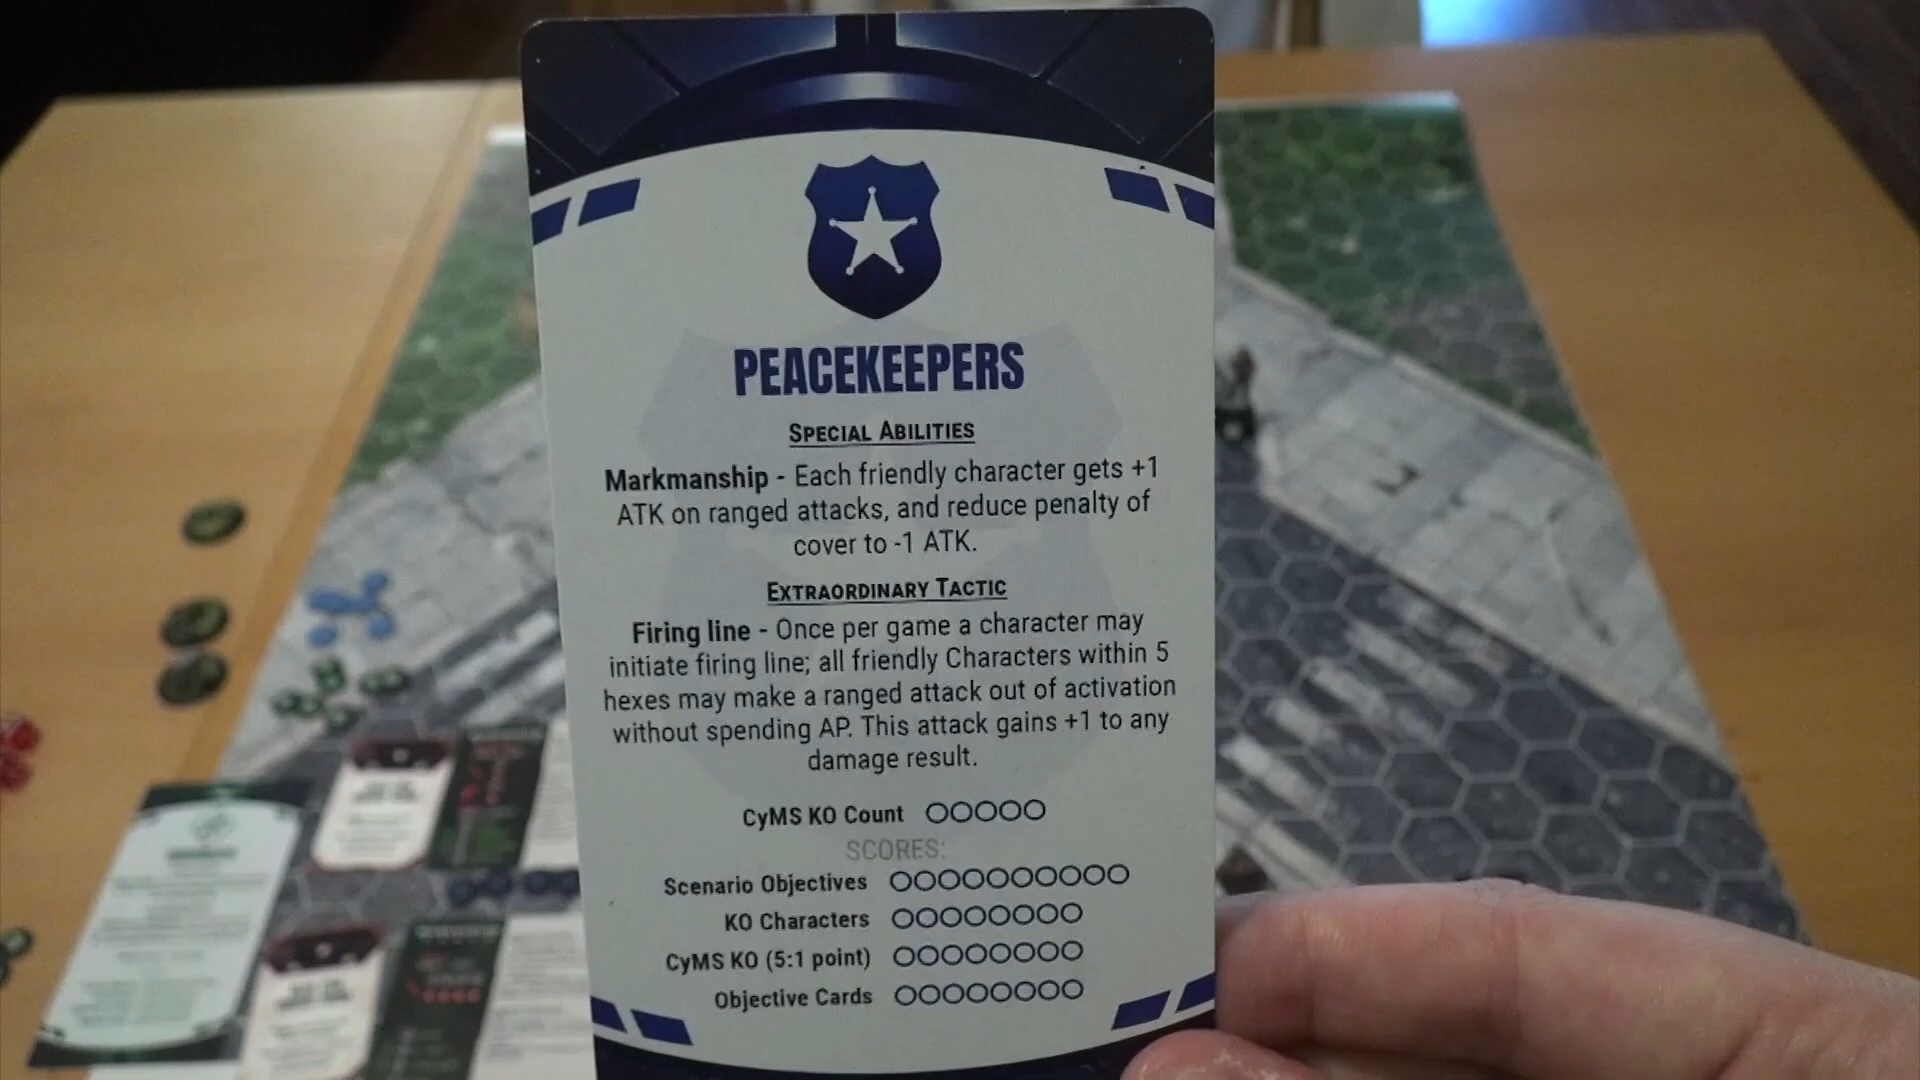 PEACEKEEPERS
SPECIAL ABILITIES
Markmanship - Each friendly character gets +1
ATK on ranged attacks, and reduce penalty of
cover to -1 ATK.
EXTRAORDINARY TACTIC
Firing line - Once per game a character may
initiate firing line; all friendly Characters within 5
hexes may make a ranged attack out of activation
without spending AP. This attack gains +1 to any
damage result.
CyMS KO Count
SCORES:
Scenario Objectives
KO Characters
CyMS KO (5:1 point)
Objective Cards